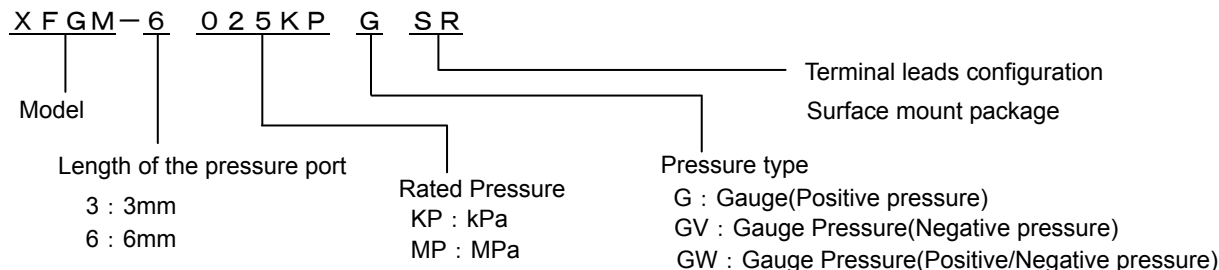 XFGM-6 025KP G SR
Terminal leads configuration
Model
Surface mount package
Length of the pressure port
Pressure type
3：3mm
Rated Pressure
G：Gauge(Positive pressure)
6：6mm
KP：kPa
GV：Gauge Pressure(Negative pressure)
MP：MPa
GW：Gauge Pressure(Positive/Negative pressure)